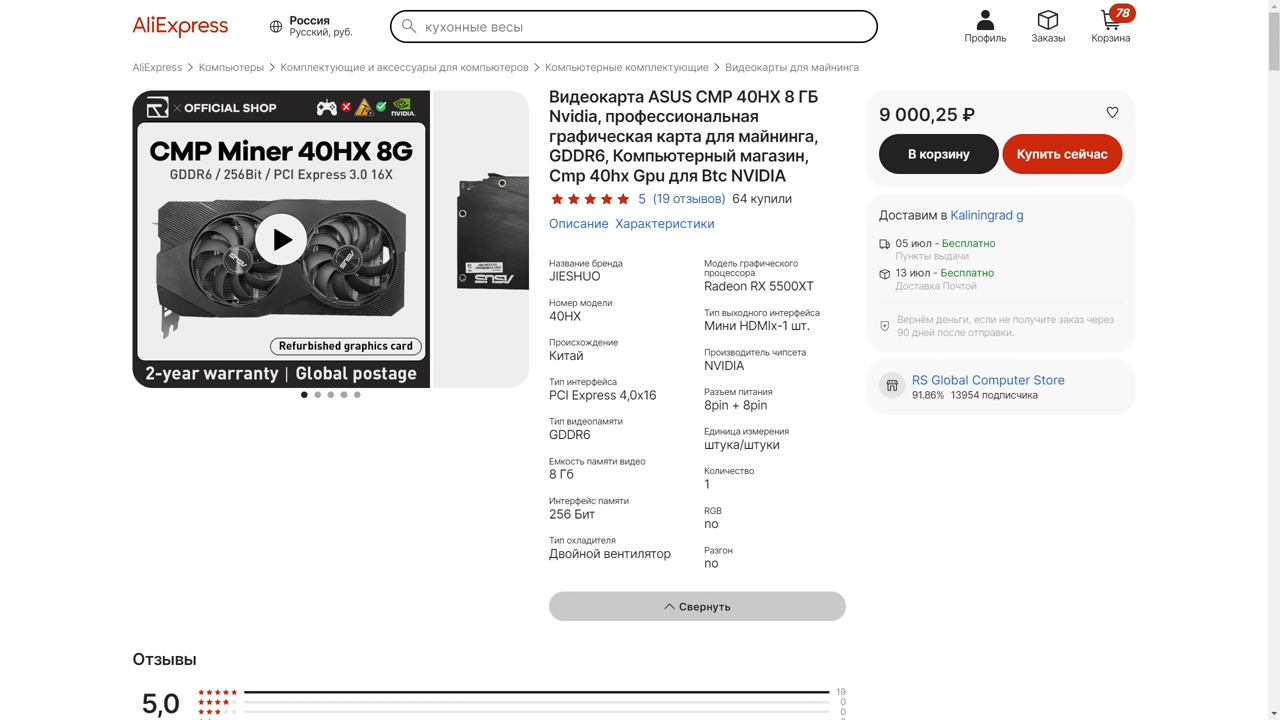 AliExpress
Россия
Русский, руб.
кухонные весы
Профиль
Заказы
78
Корзина
AliExpress > Компьютеры > Комплектующие и аксессуары для компьютеров > Компьютерные комплектующие > Видеокарты для майнинга
OFFICIAL SHOP
NVIDIA.
CMP Miner 40HX 8G
GDDR6 / 256Bit / PCI Express 3.0 16X
ASUS
ASUS
Refurbished graphics card
2-year warranty | Global postage
ASUS
Видеокарта ASUS CMP 40HX 8 ГБ
Nvidia, профессиональная
графическая карта для майнинга,
GDDR6, Компьютерный магазин,
Cmp 40hx Gpu для Btc NVIDIA
5 (19 отзывов) 64 купили
Описание Характеристики
Название бренда
JIESHUO
Номер модели
40HX
Происхождение
Китай
Тип интерфейса
PCI Express 4,0x16
Тип видеопамяти
GDDR6
Емкость памяти видео
8 Гб
Интерфейс памяти
256 Бит
Тип охладителя
Двойной вентилятор
Модель графического
процессора
Radeon RX 5500XT
Тип выходного интерфейса
Мини HDMIx-1 шт.
Производитель чипсета
NVIDIA
Разъем питания
8pin + 8pin
Единица измерения
штука/штуки
Количество
1
RGB
no
Разгон
no
Свернуть
9 000,25 ₽
В корзину
Купить сейчас
Доставим в Kaliningrad g
05 июл - Бесплатно
Пункты выдачи
13 июл - Бесплатно
Доставка Почтой
Вернём деньги, если не получите заказ через
90 дней после отправки.
RS Global Computer Store
91.86% 13954 подписчика
Отзывы
5,0
19
0
0